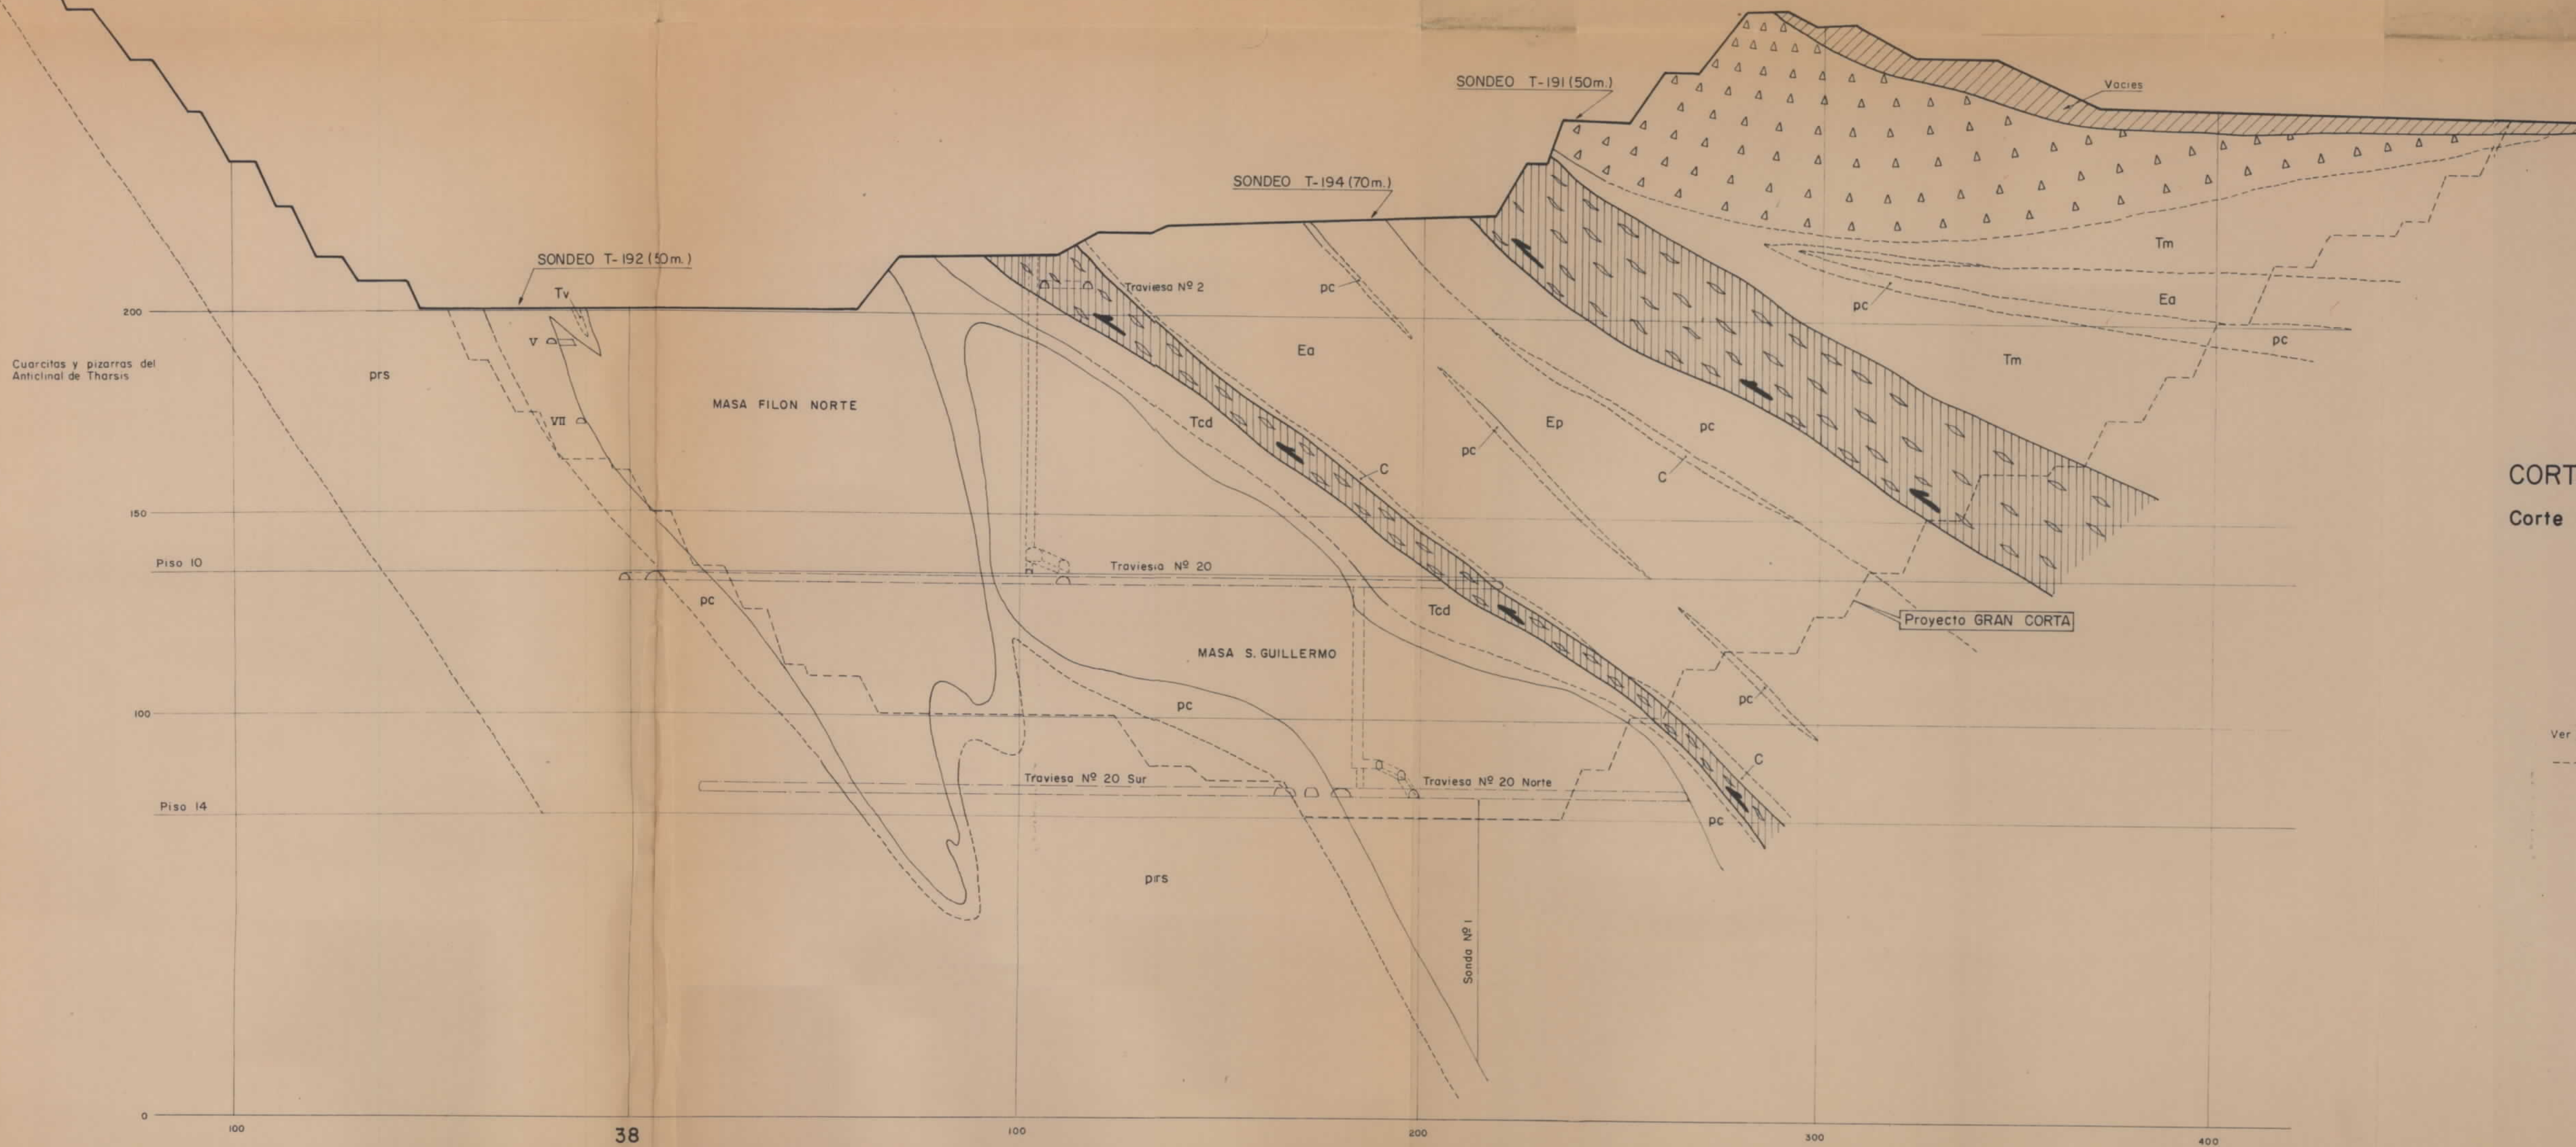 SONDEO T-191 (50m.)
Vacies
SONDEO T-194 (70m.)
SONDEO T-192 (50m.)
Tv
Traviesa Nº 2
pc
Tm
Ea
pc
pc
Tm
200
V
Ea
Cuarcitas y pizarras del
Anticlinal de Tharsis
prs
MASA FILON NORTE
VII
Tcd
pc
Ep
pc
C
C
CORT
Corte
150
Piso 10
Traviesia Nº 20
pc
Tcd
Proyecto GRAN CORTA
MASA S. GUILLERMO
pc
pc
100
Ver
C
Traviesa Nº 20 Sur
Traviesa Nº 20 Norte
Piso 14
pc
prs
Sonda Nº 1
0
100
38
100
200
300
400